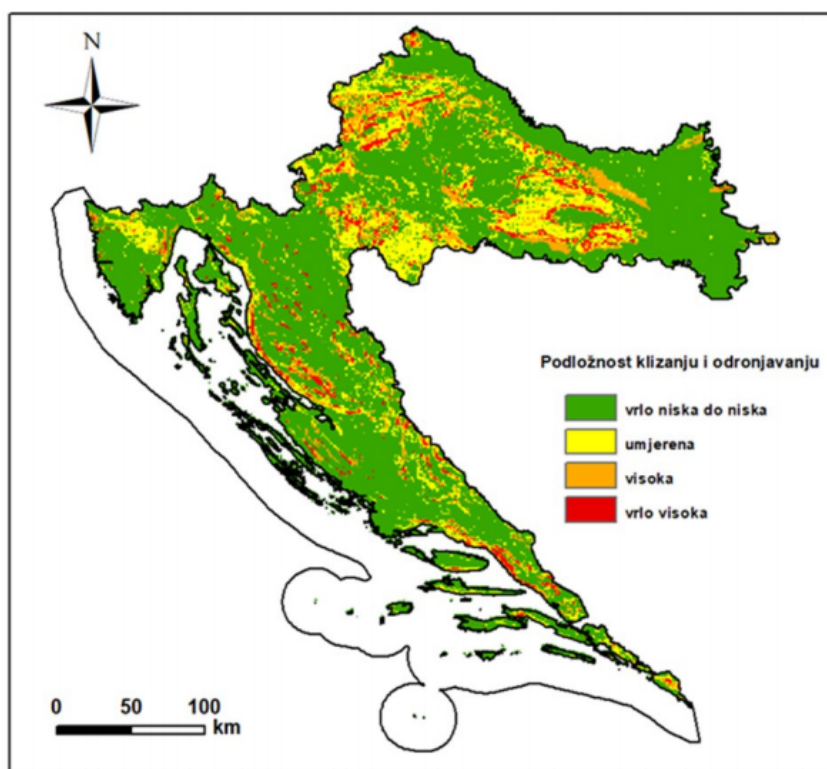 N
Podložnost klizanju i odronjavanju
vrlo niska do niska
umjerena
visoka
vrlo visoka
0 50 100
km